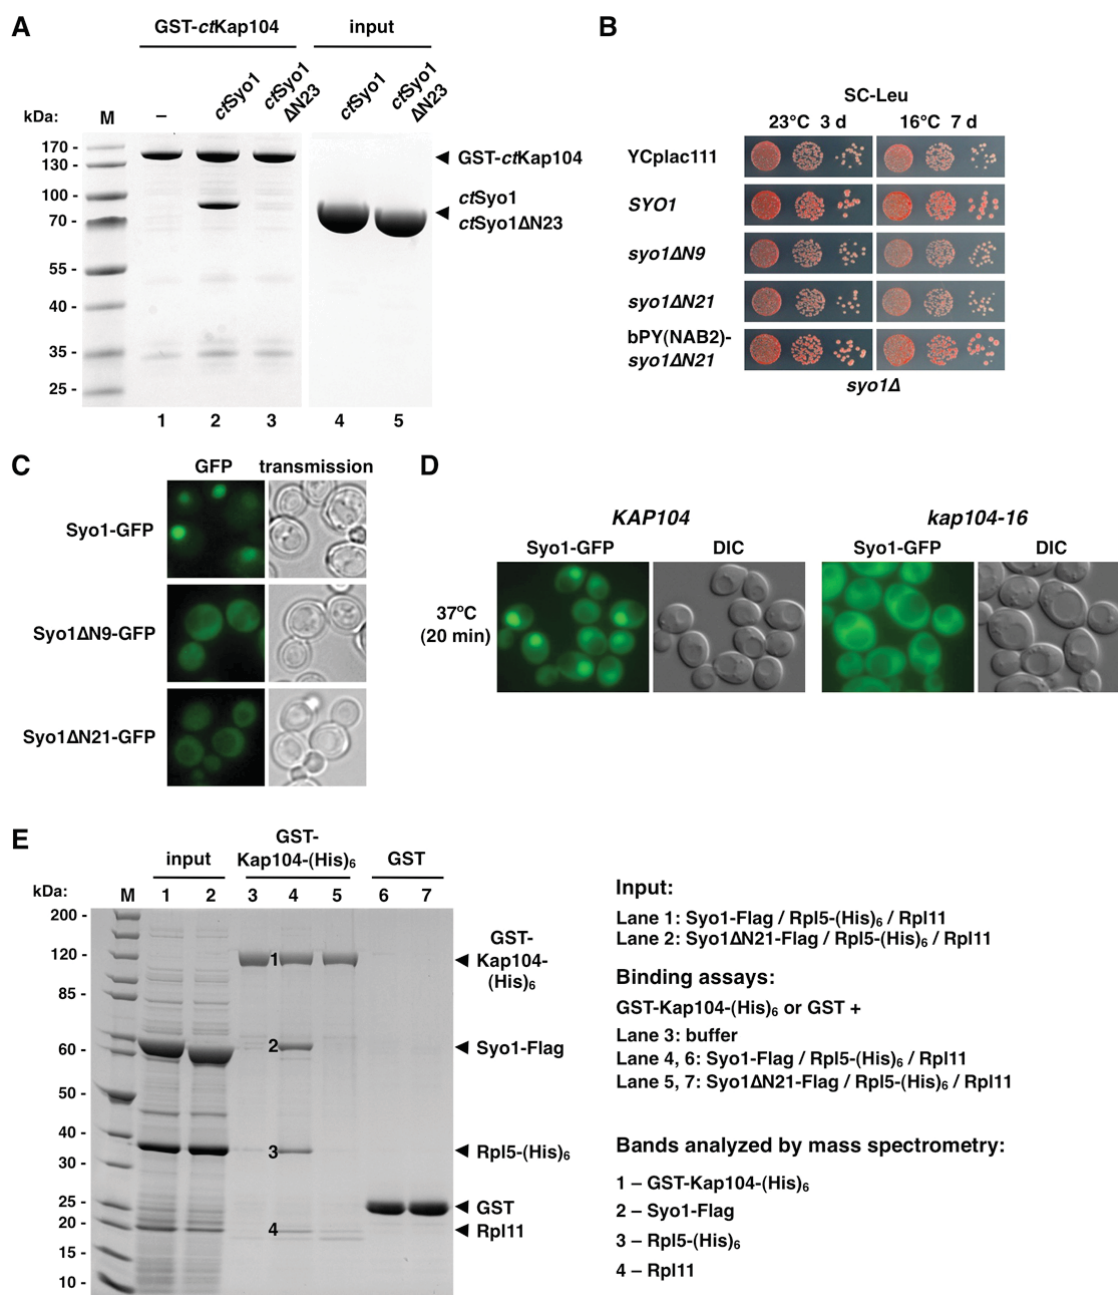 A
GST-ctKap104
input
–
ctSyo1
ctSyo1
ΔN23
ctSyo1
ctSyo1
ΔN23
kDa:
M
170 -
130 -
100 -
70 -
55 -
40 -
35 -
25 -
GST-ctKap104
ctSyo1
ctSyo1ΔN23
1
2
3
4
5
B
SC-Leu
23°C 3 d
16°C 7 d
YCplac111
SYO1
syo1ΔN9
syo1ΔN21
bPY(NAB2)-
syo1ΔN21
syo1Δ
C
GFP
transmission
Syo1-GFP
Syo1ΔN9-GFP
Syo1ΔN21-GFP
D
KAP104
kap104-16
Syo1-GFP
DIC
Syo1-GFP
DIC
37°C
(20 min)
E
input
GST-
Kap104-(His)6
GST
kDa:
M
1
2
3
4
5
6
7
200 -
120 -
85 -
60 -
50 -
40 -
30 -
25 -
20 -
15 -
10 -
1
2
3
4
GST-
Kap104-
(His)6
Syo1-Flag
Rpl5-(His)6
GST
Rpl11
Input:
Lane 1: Syo1-Flag / Rpl5-(His)6 / Rpl11
Lane 2: Syo1ΔN21-Flag / Rpl5-(His)6 / Rpl11
Binding assays:
GST-Kap104-(His)6 or GST +
Lane 3: buffer
Lane 4, 6: Syo1-Flag / Rpl5-(His)6 / Rpl11
Lane 5, 7: Syo1ΔN21-Flag / Rpl5-(His)6 / Rpl11
Bands analyzed by mass spectrometry:
1 – GST-Kap104-(His)6
2 – Syo1-Flag
3 – Rpl5-(His)6
4 – Rpl11